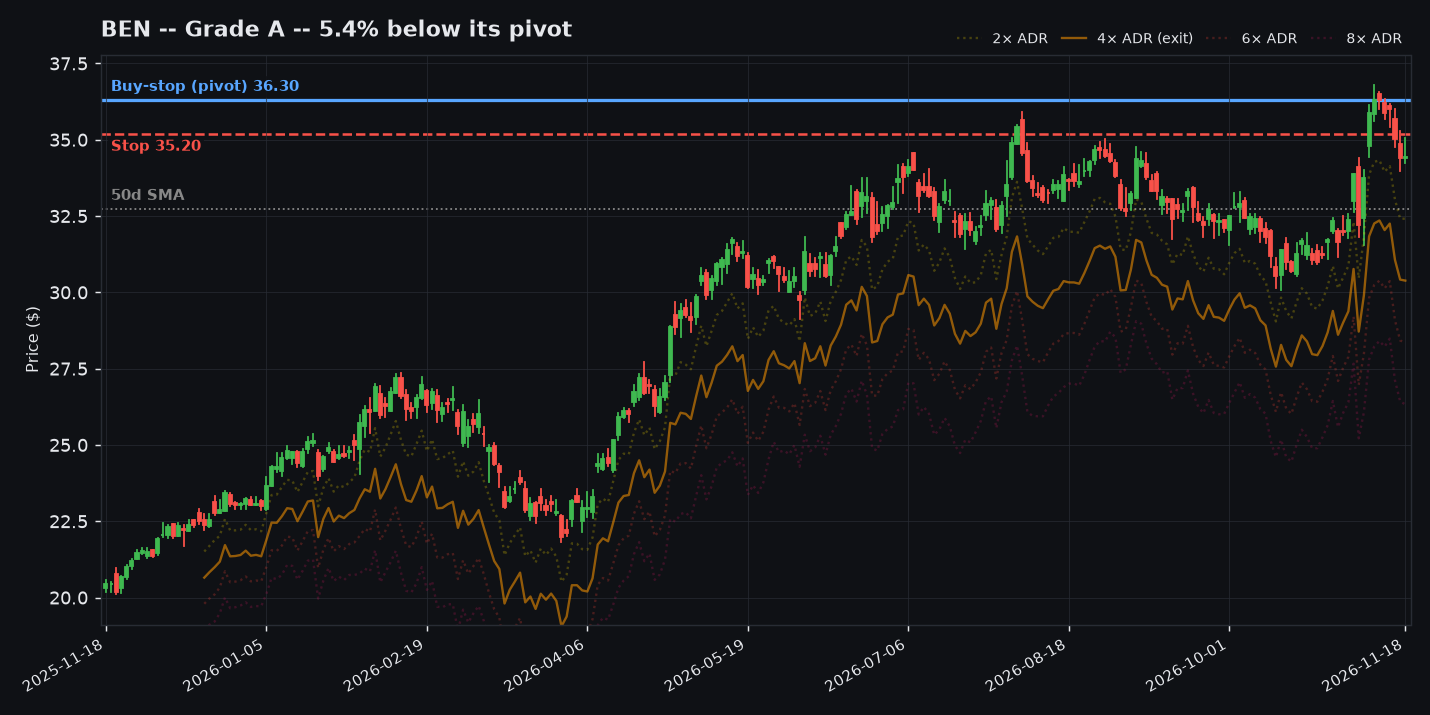 BEN -- Grade A -- 5.4% below its pivot
2× ADR
4× ADR (exit)
6× ADR
8× ADR
Price ($)
37.5
35.0
32.5
30.0
27.5
25.0
22.5
20.0
Buy-stop (pivot) 36.30
Stop 35.20
50d SMA
2025-11-18
2026-01-05
2026-02-19
2026-04-06
2026-05-19
2026-07-06
2026-08-18
2026-10-01
2026-11-18